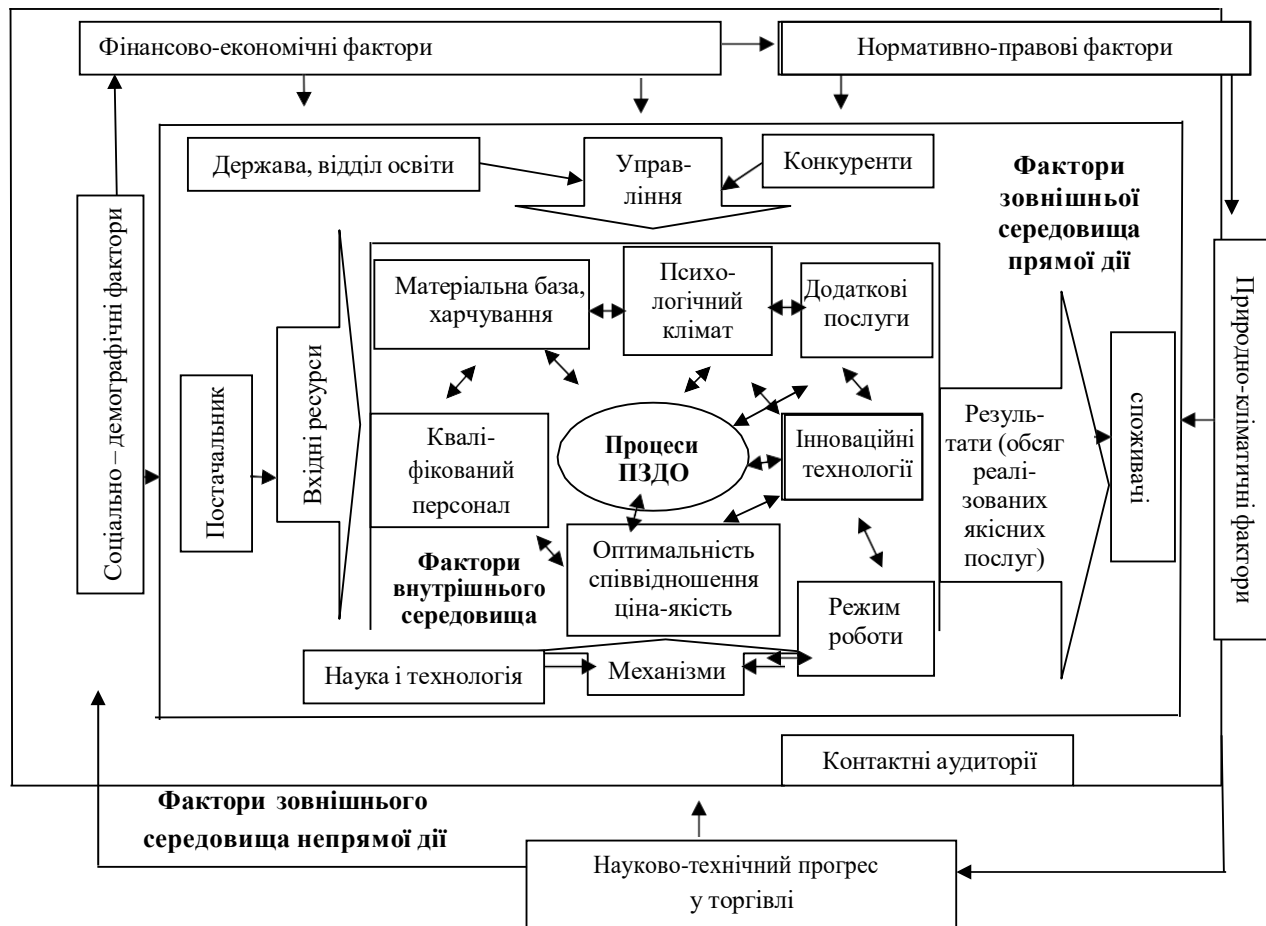 Фінансово-економічні фактори
Нормативно-правові фактори
Держава, відділ освіти
Управ-
ління
Конкуренти
Фактори
зовнішньої
середовища
прямої дії
Соціально – демографічні фактори
Постачальник
Вхідні ресурси
Матеріальна база,
харчування
Психо-
логічний
клімат
Додаткові
послуги
Квалі-
фікований
персонал
Процеси
ПЗДО
Інноваційні
технології
Результа-
тати (обсяг
реалі-
зованих
якісних
послуг)
споживачі
Природно-кліматичні фактори
Фактори
внутрішнього
середовища
Оптимальність
співвідношення
ціна-якість
Режим
роботи
Наука і технологія
Механізми
Контактні аудиторії
Фактори зовнішнього
середовища непрямої дії
Науково-технічний прогрес
у торгівлі